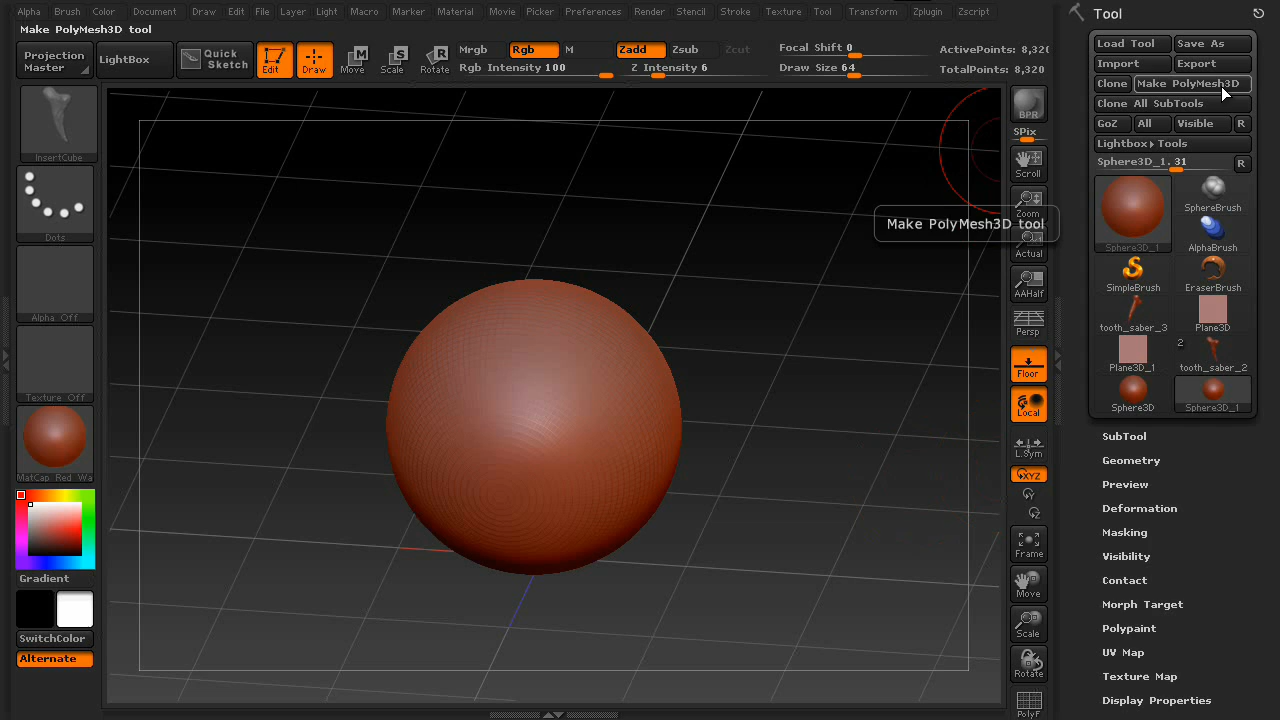 Alpha Brush Color Document Draw Edit File Layer Light Macro Marker Material Movie Picker Preferences Render Stencil Stroke Texture Tool Transform Zplugin Zscript
Make PolyMesh3D tool
Projection Master
LightBox
Quick Sketch
Edit
Draw
Move
Scale
Rotate
Mrgb Rgb M
Rgb Intensity 100
Zadd Zsub Zcut
Z Intensity 6
Focal Shift 0
Draw Size 64
ActivePoints: 8,320
TotalPoints: 8,320
InsertCube
Dots
Alpha Off
Texture Off
MatCap Red Wa
Gradient
SwitchColor
Alternate
Make PolyMesh3D tool
BPR
SPix
Scroll
Zoom
Actual
AAHalf
Persp
Floor
Local
L.Sym
XYZ
Y
Z
Frame
Move
Scale
Rotate
PolyF
Tool
Load Tool Save As
Import Export
Clone Make PolyMesh3D
Clone All SubTools
GoZ All Visible R
Lightbox▸Tools
Sphere3D_1. 31 R
Sphere3D_1
SphereBrush
AlphaBrush
SimpleBrush
EraserBrush
tooth_saber_3
Plane3D
Plane3D_1
2
tooth_saber_2
Sphere3D
Sphere3D_1
SubTool
Geometry
Preview
Deformation
Masking
Visibility
Contact
Morph Target
Polypaint
UV Map
Texture Map
Display Properties